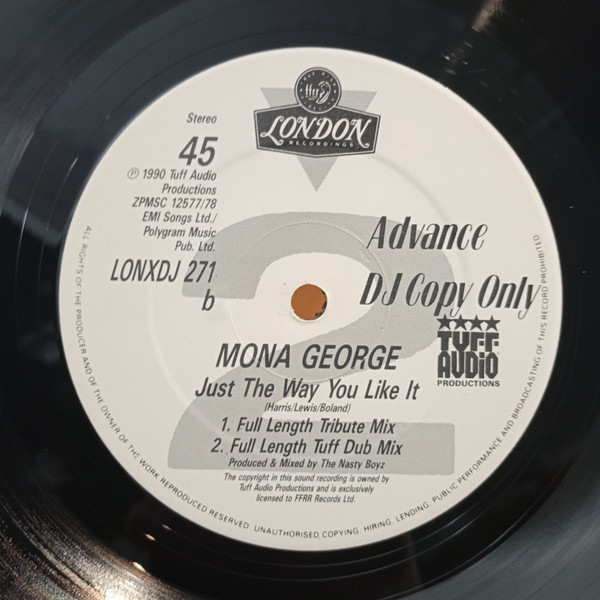 LONDON
RECORDINGS
Stereo
45
℗ 1990 Tuff Audio
Productions
ZPMSC 12577/78
EMI Songs Ltd./
Polygram Music
Pub. Ltd.
LONXDJ 271
b
Advance
DJ Copy Only
TUFF
AUDIO
PRODUCTIONS
2
MONA GEORGE
Just The Way You Like It
(Harris/Lewis/Boland)
1. Full Length Tribute Mix
2. Full Length Tuff Dub Mix
Produced & Mixed by The Nasty Boyz
The copyright in this sound recording is owned by
Tuff Audio Productions and is exclusively
licensed to FFRR Records Ltd.
ALL RIGHTS OF THE PRODUCER AND OF THE OWNER OF THE WORK REPRODUCED RESERVED. UNAUTHORISED COPYING, HIRING, LENDING, PUBLIC PERFORMANCE AND BROADCASTING OF THIS RECORD PROHIBITED